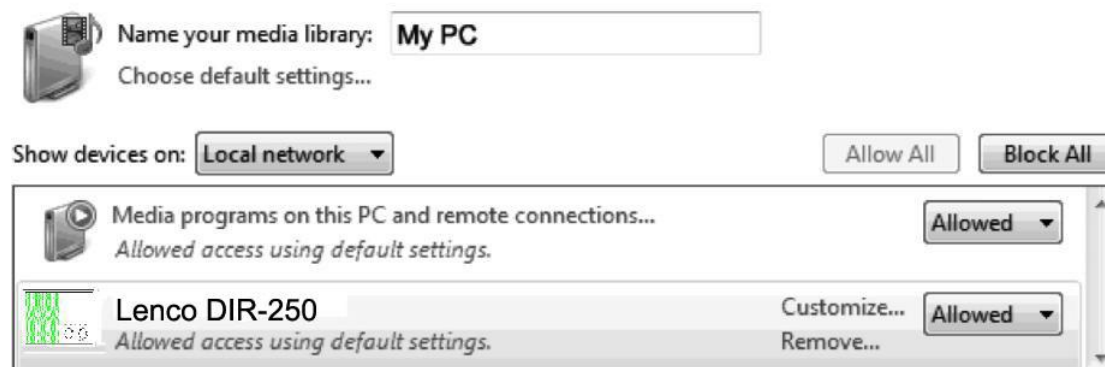 Name your media library: My PC
Choose default settings...
Show devices on: Local network Allow All Block All
Media programs on this PC and remote connections... Allowed
Allowed access using default settings.
Lenco DIR-250 Customize... Allowed
Allowed access using default settings. Remove...